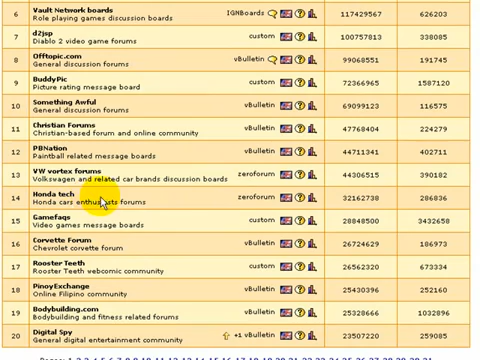 6 Vault Network boards IGNBoards 117429567 626203
Role playing games discussion boards
7 d2jsp custom 100757813 338085
Diablo 2 video game forums
8 Offtopic.com vBulletin 99068551 191745
General discussion forums
9 BuddyPic custom 72366965 1587120
Picture rating message board
10 Something Awful vBulletin 69099123 116575
General discussion forums
11 Christian Forums vBulletin 47768404 224279
Christian-based forum and online community
12 PBNation vBulletin 44711341 402711
Paintball related message boards
13 VW vortex forums zeroforum 44306515 390182
Volkswagen and related car brands discussion boards
14 Honda tech zeroforum 32162738 286836
Honda cars enthusiasts forums
15 Gamefaqs custom 28848500 3432658
Video games message boards
16 Corvette Forum vBulletin 26724629 186973
Chevrolet corvette forum
17 Rooster Teeth custom 26562320 673334
Rooster Teeth webcomic community
18 PinoyExchange vBulletin 25430396 252160
Online Filipino community
19 Bodybuilding.com vBulletin 25328666 1032896
Bodybuilding and fitness related forums
20 Digital Spy +1 vBulletin 23507220 259085
General digital entertainment community